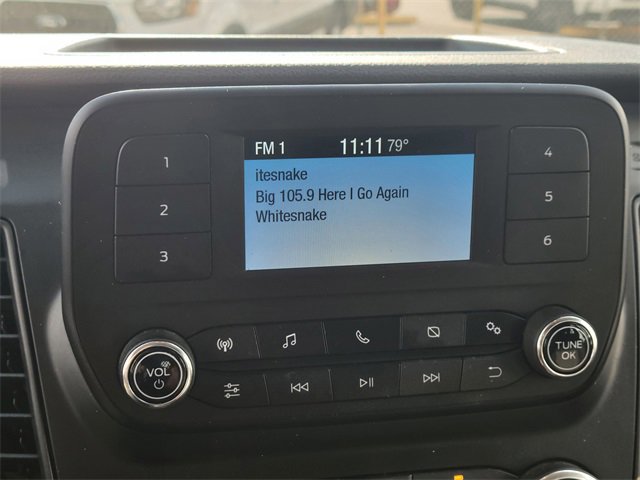 FM 1 11:11 79°
itesnake
Big 105.9 Here I Go Again
Whitesnake
1
2
3
4
5
6
VOL
TUNE
OK